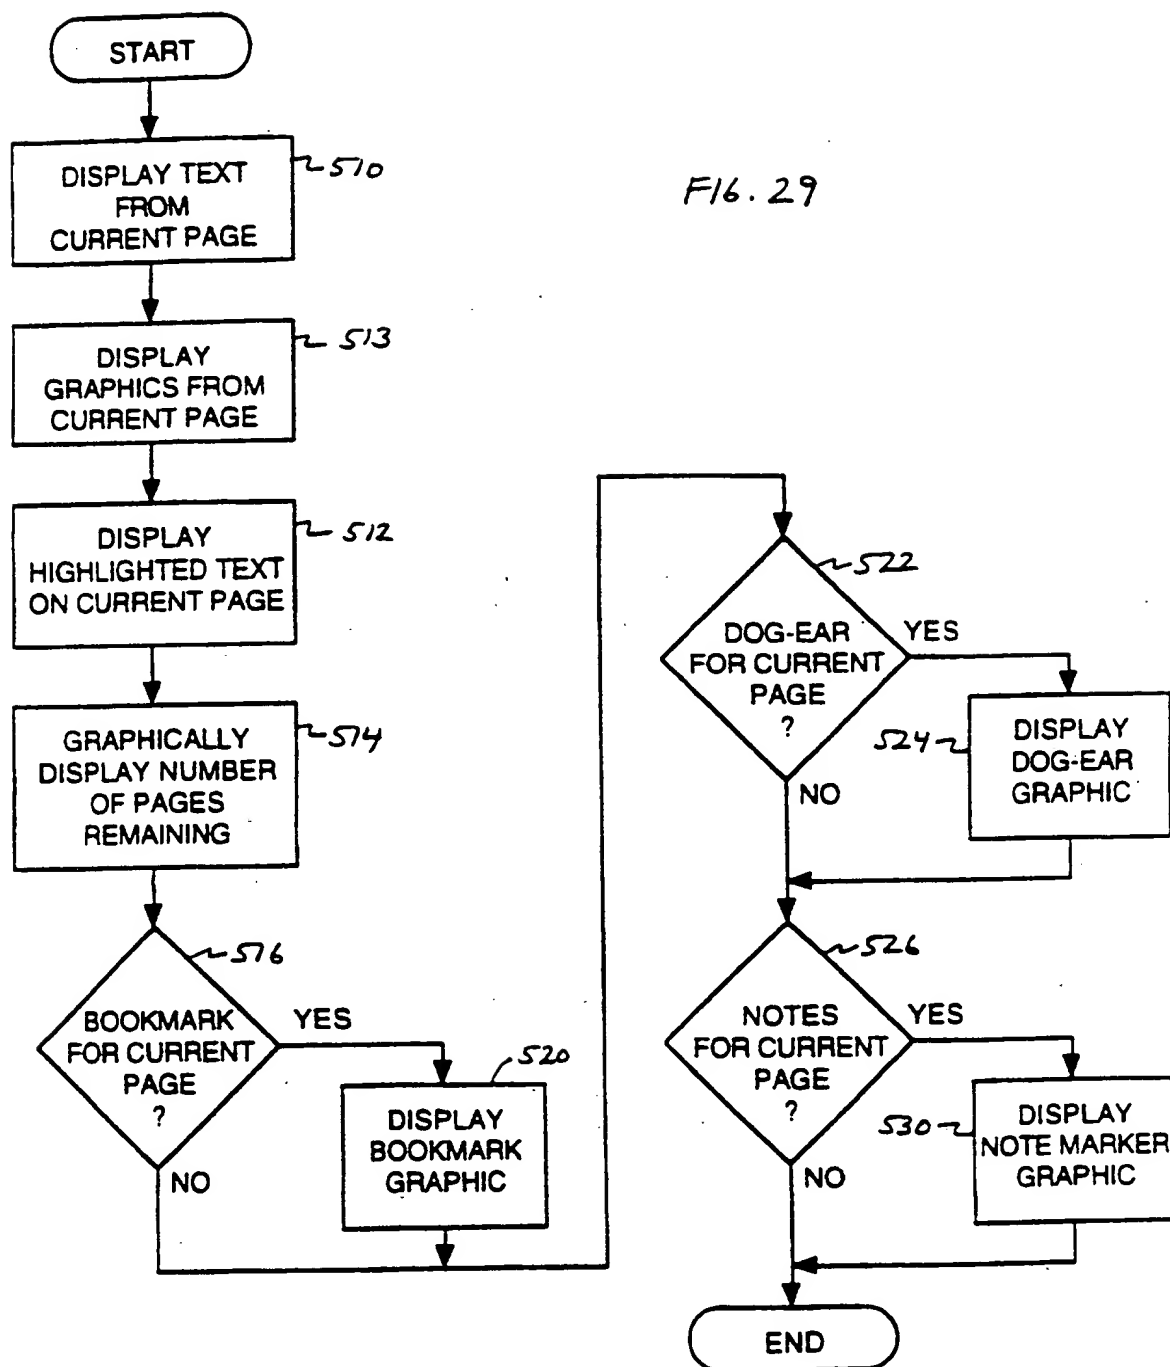 START
DISPLAY TEXT
FROM
CURRENT PAGE
510
FIG. 29
DISPLAY
GRAPHICS FROM
CURRENT PAGE
513
DISPLAY
HIGHLIGHTED TEXT
ON CURRENT PAGE
512
GRAPHICALLY
DISPLAY NUMBER
OF PAGES
REMAINING
514
BOOKMARK
FOR CURRENT
PAGE
?
516
YES
NO
DISPLAY
BOOKMARK
GRAPHIC
520
DOG-EAR
FOR CURRENT
PAGE
?
522
YES
NO
DISPLAY
DOG-EAR
GRAPHIC
524
NOTES
FOR CURRENT
PAGE
?
526
YES
NO
DISPLAY
NOTE MARKER
GRAPHIC
530
END